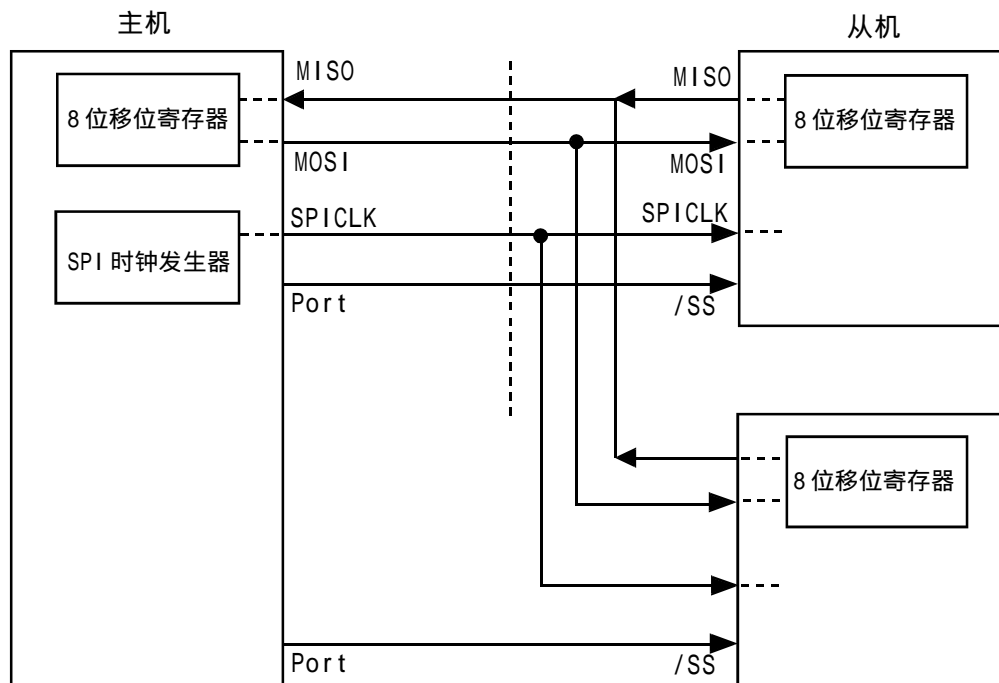 主机
从机
MISO
MISO
8 位移位寄存器
8 位移位寄存器
MOSI
MOSI
SPICLK
SPICLK
SPI 时钟发生器
Port
/SS
8 位移位寄存器
Port
/SS